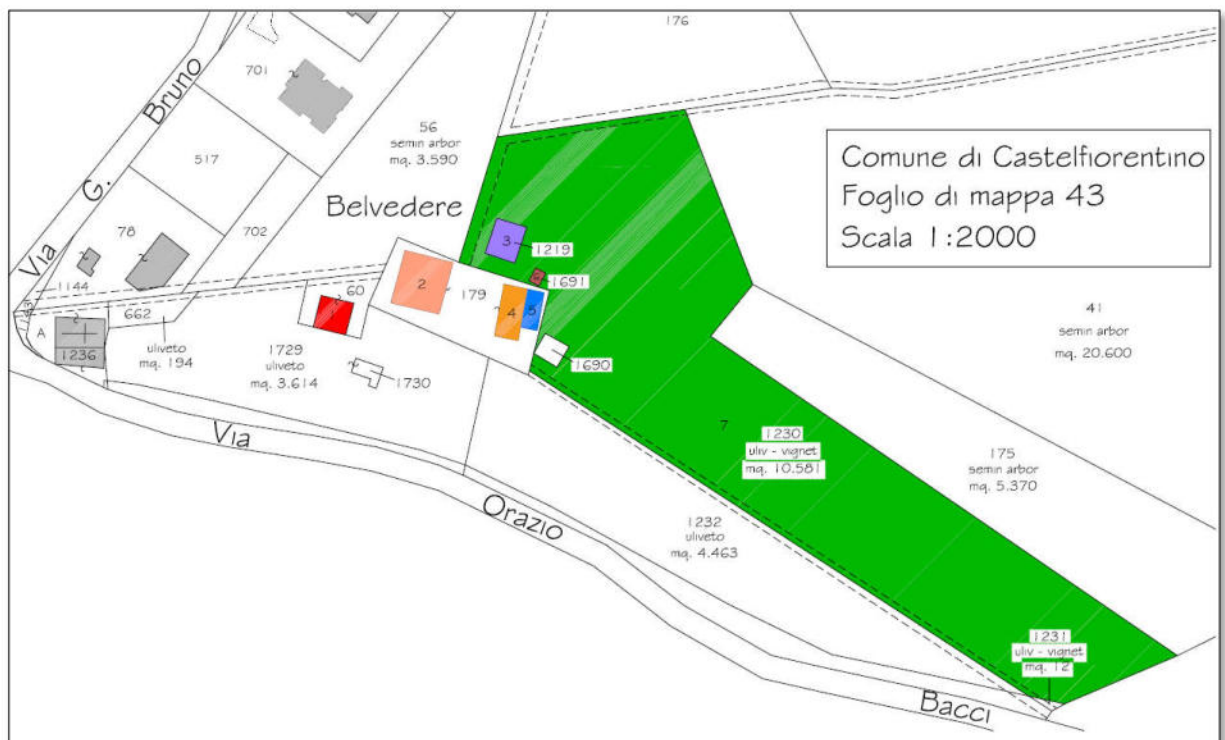 176
701
Via G. Bruno
56
semin arbor
mq. 3.590
517
Comune di Castelfiorentino
Foglio di mappa 43
Scala 1:2000
Belvedere
78
702
3
1219
1691
2
179
60
4
5
1144
662
A
1236
uliveto
mq. 194
1729
uliveto
mq. 3.614
1730
1690
41
semin arbor
mq. 20.600
7
1230
uliv - vignet
mq. 10.581
175
semin arbor
mq. 5.370
Via Orazio Bacci
1232
uliveto
mq. 4.463
1231
uliv - vignet
mq. 12